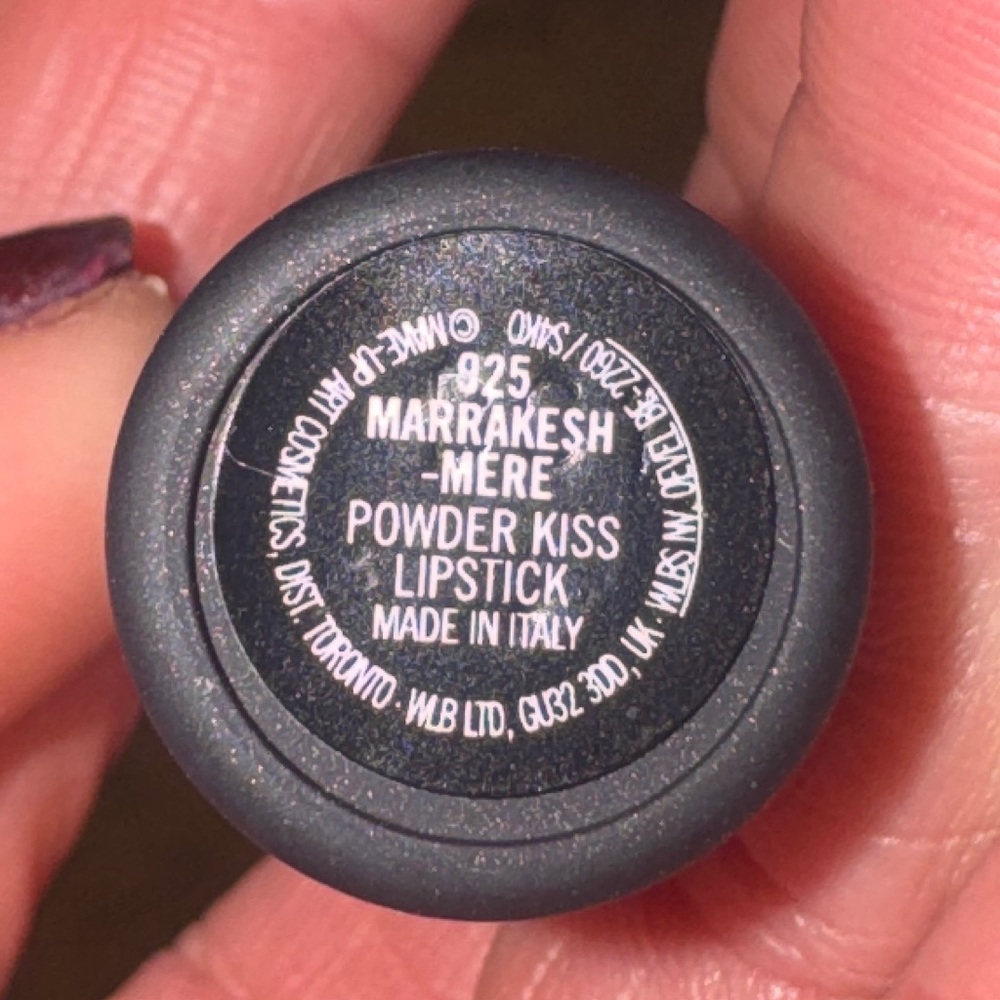 925
MARRAKESH
-MERE
POWDER KISS
LIPSTICK
MADE IN ITALY
© MAKE-UP ART COSMETICS, DIST. TORONTO · WLB LTD, GU32 3DD, UK · WLBS NV, OEVEL BE-2260 / S4K0